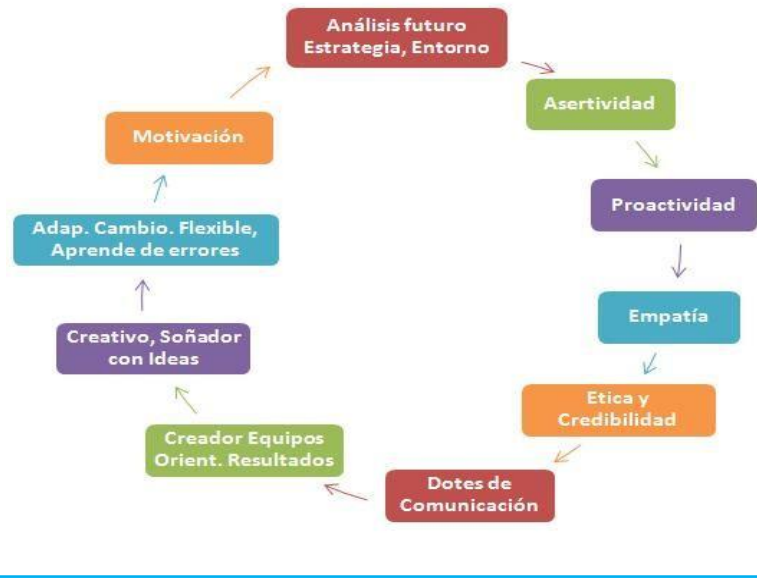 Análisis futuro
Estrategia, Entorno
Asertividad
Proactividad
Empatía
Etica y
Credibilidad
Dotes de
Comunicación
Creador Equipos
Orient. Resultados
Creativo, Soñador
con Ideas
Adap. Cambio. Flexible,
Aprende de errores
Motivación